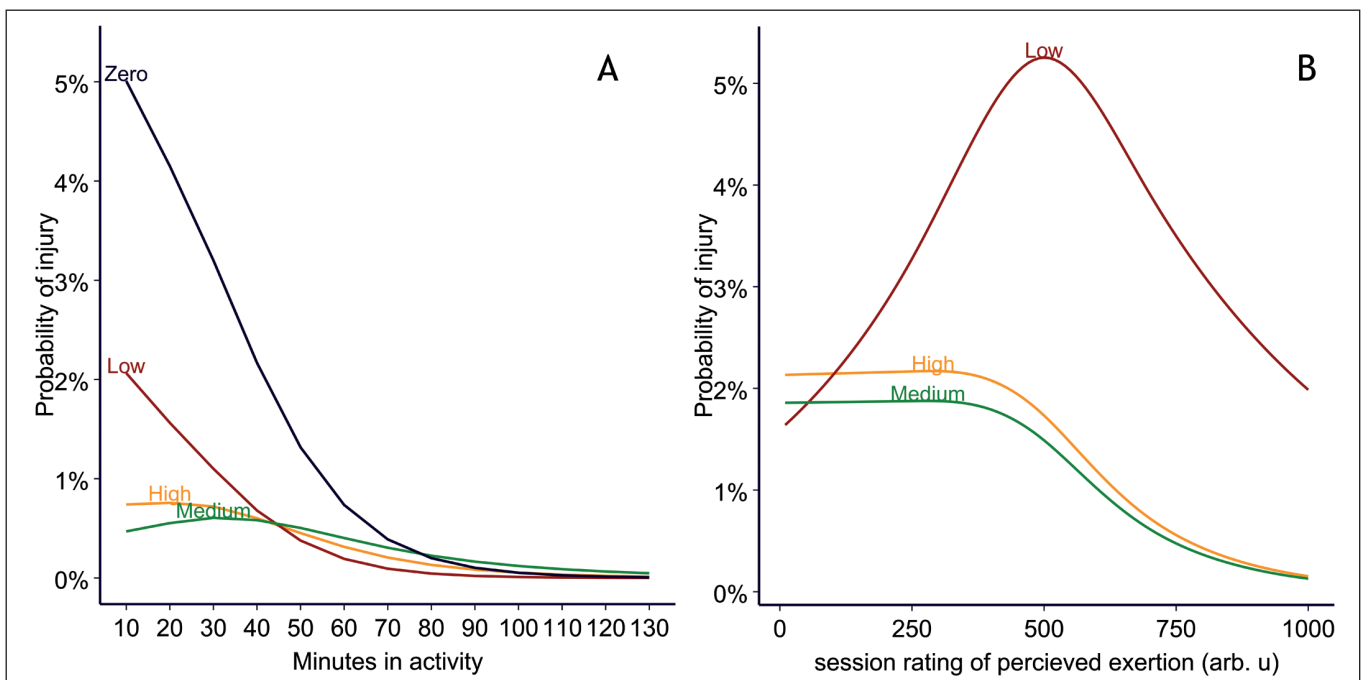 A
Zero
Low
High
Medium
5%
4%
3%
2%
1%
0%
Probability of injury
10 20 30 40 50 60 70 80 90 100 110 120 130
Minutes in activity
B
Low
High
Medium
5%
4%
3%
2%
1%
0%
Probability of injury
0 250 500 750 1000
session rating of percieved exertion (arb. u)